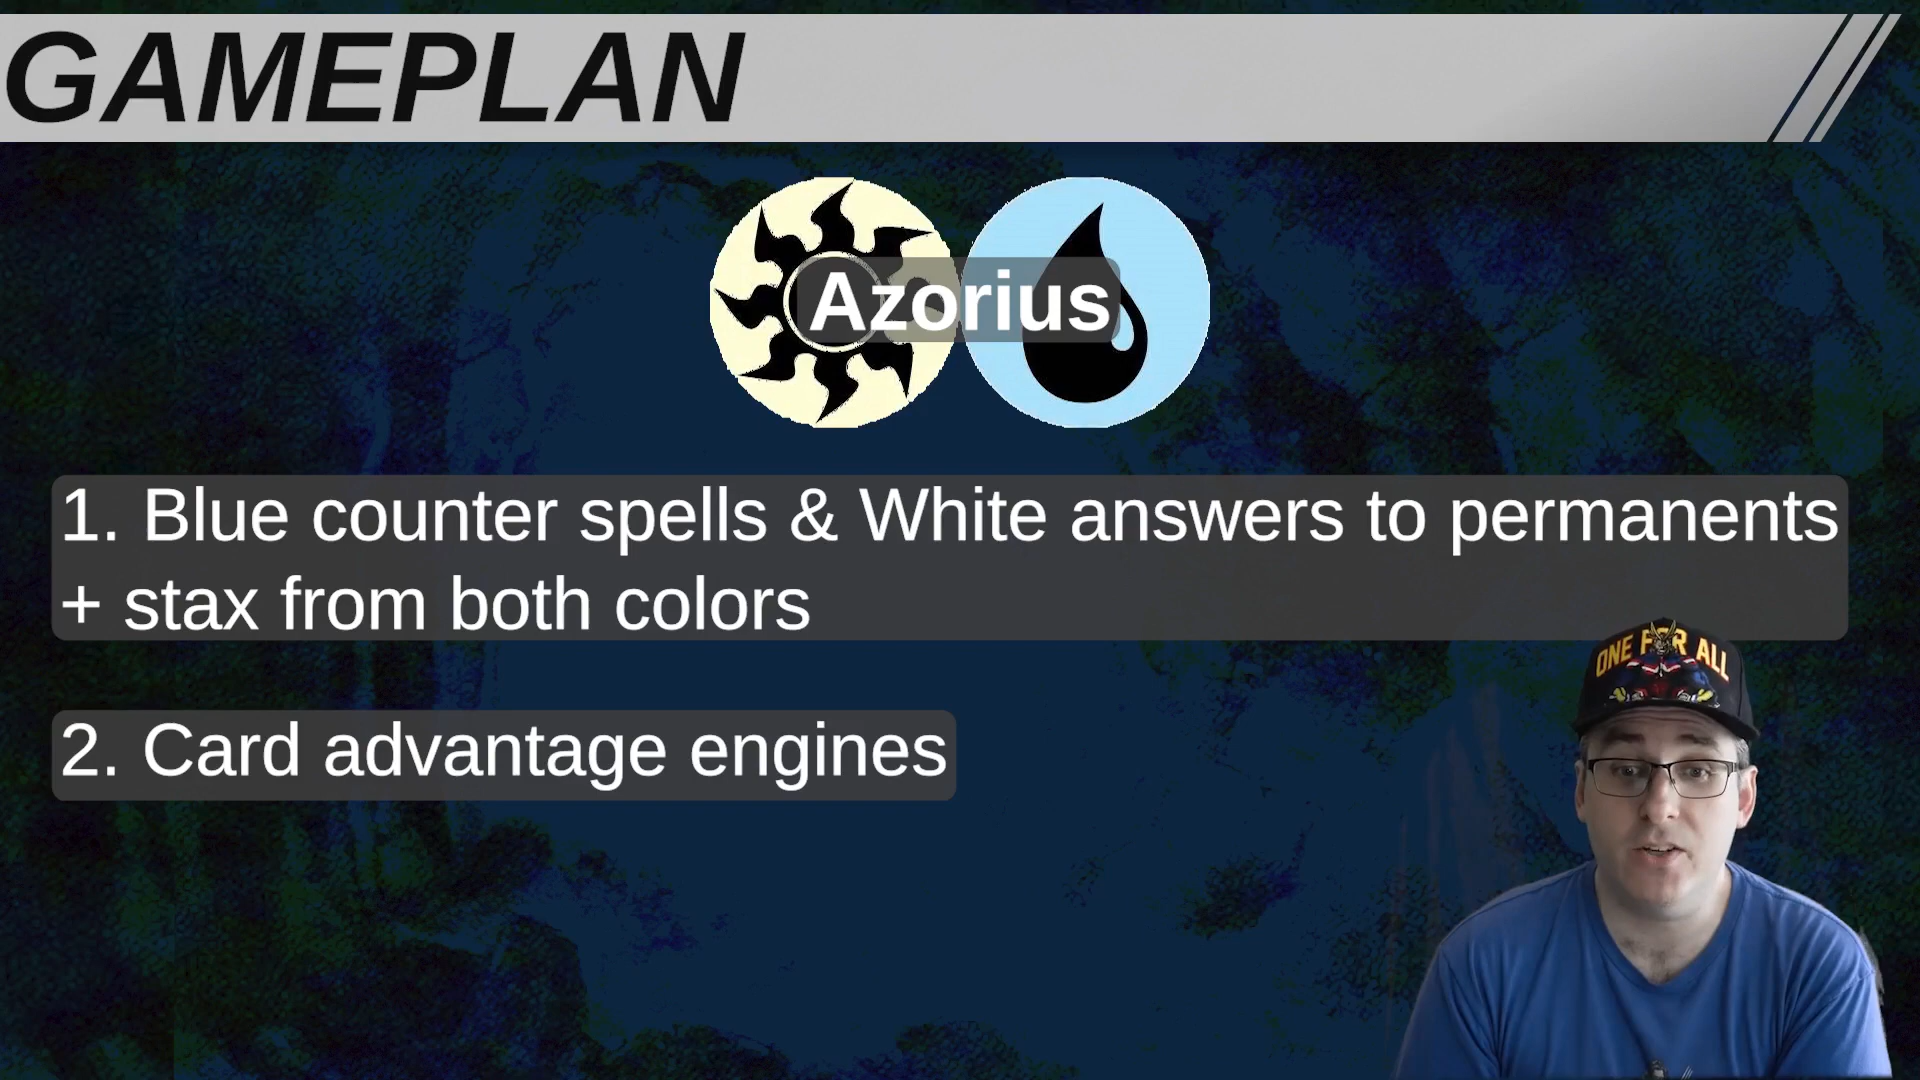 GAMEPLAN
Azorius
1. Blue counter spells & White answers to permanents
+ stax from both colors
2. Card advantage engines
ONE FOR ALL